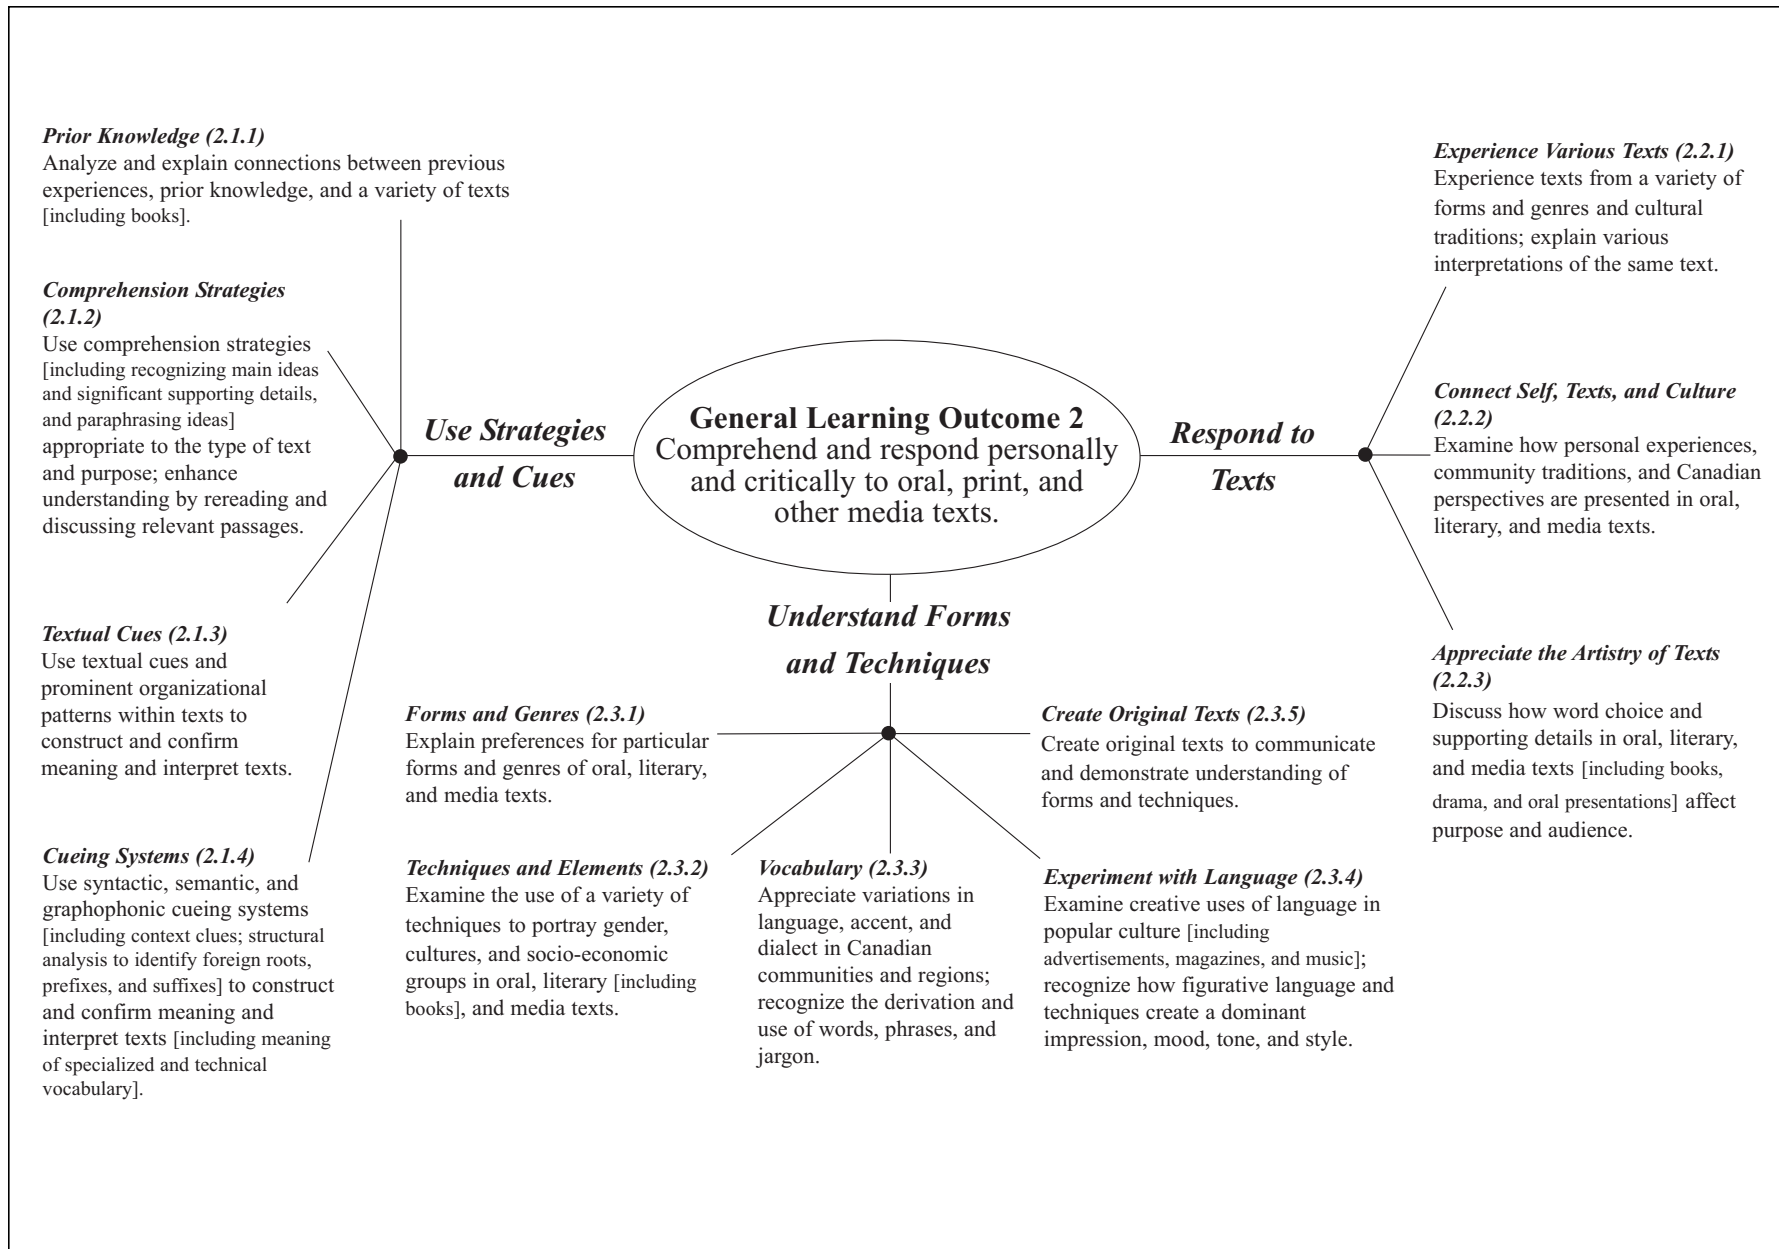 Prior Knowledge (2.1.1)
Analyze and explain connections between previous
experiences, prior knowledge, and a variety of texts
[including books].
Comprehension Strategies
(2.1.2)
Use comprehension strategies
[including recognizing main ideas
and significant supporting details,
and paraphrasing ideas]
appropriate to the type of text
and purpose; enhance
understanding by rereading and
discussing relevant passages.
Textual Cues (2.1.3)
Use textual cues and
prominent organizational
patterns within texts to
construct and confirm
meaning and interpret texts.
Cueing Systems (2.1.4)
Use syntactic, semantic, and
graphophonic cueing systems
[including context clues; structural
analysis to identify foreign roots,
prefixes, and suffixes] to construct
and confirm meaning and
interpret texts [including meaning
of specialized and technical
vocabulary].
Use Strategies
and Cues
General Learning Outcome 2
Comprehend and respond personally
and critically to oral, print, and
other media texts.
Respond to
Texts
Understand Forms
and Techniques
Forms and Genres (2.3.1)
Explain preferences for particular
forms and genres of oral, literary,
and media texts.
Techniques and Elements (2.3.2)
Examine the use of a variety of
techniques to portray gender,
cultures, and socio-economic
groups in oral, literary [including
books], and media texts.
Vocabulary (2.3.3)
Appreciate variations in
language, accent, and
dialect in Canadian
communities and regions;
recognize the derivation and
use of words, phrases, and
jargon.
Experiment with Language (2.3.4)
Examine creative uses of language in
popular culture [including
advertisements, magazines, and music];
recognize how figurative language and
techniques create a dominant
impression, mood, tone, and style.
Create Original Texts (2.3.5)
Create original texts to communicate
and demonstrate understanding of
forms and techniques.
Experience Various Texts (2.2.1)
Experience texts from a variety of
forms and genres and cultural
traditions; explain various
interpretations of the same text.
Connect Self, Texts, and Culture
(2.2.2)
Examine how personal experiences,
community traditions, and Canadian
perspectives are presented in oral,
literary, and media texts.
Appreciate the Artistry of Texts
(2.2.3)
Discuss how word choice and
supporting details in oral, literary,
and media texts [including books,
drama, and oral presentations] affect
purpose and audience.